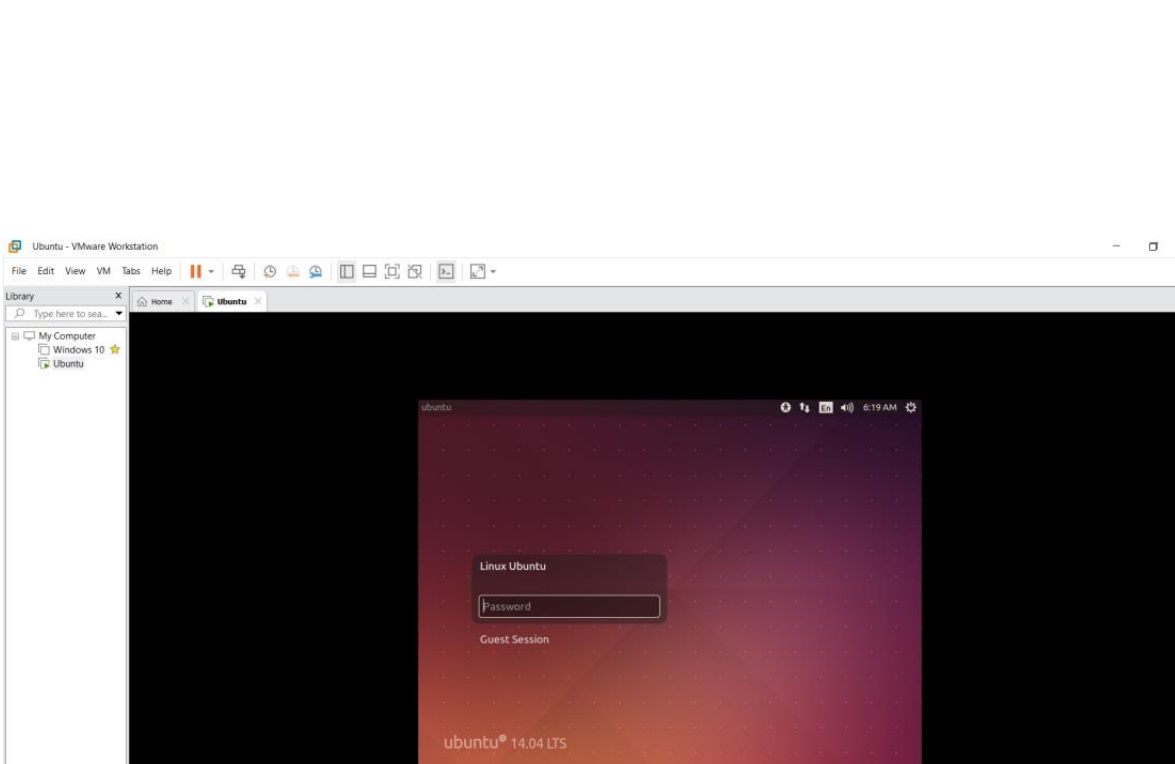 Ubuntu - VMware Workstation
File Edit View VM Tabs Help
Library x
Home Ubuntu
Type here to sea...
My Computer
Windows 10
Ubuntu
ubuntu En 6:19 AM
Linux Ubuntu
Password
Guest Session
ubuntu® 14.04 LTS